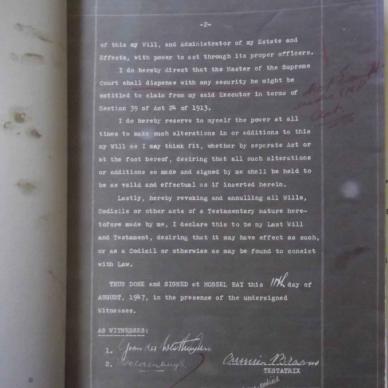 -2-
of this my Will, and Administrator of my Estate and
Effects, with power to act through its proper officers.
I do hereby direct that the Master of the Supreme
Court shall dispense with any security he might be
entitled to claim from my said Executor in terms of
Section 39 of Act 24 of 1913.
I do hereby reserve to myself the power at all
times to make such alterations in or additions to this
my Will as I may think fit, whether by separate Act or
at the foot hereof, desiring that all such alterations
or additions so made and signed by me shall be held to
be as valid and effectual as if inserted herein.
Lastly, hereby revoking and annulling all Wills,
Codicils or other acts of a Testamentary nature here-
tofore made by me, I declare this to be my Last Will
and Testament, desiring that it may have effect as such,
or as a Codicil or otherwise as may be found to consist
with Law.
THUS DONE and SIGNED at MOSSEL BAY this 11th day of
AUGUST, 1947, in the presence of the undersigned
Witnesses.
AS WITNESSES:
1.
2.
TESTATRIX